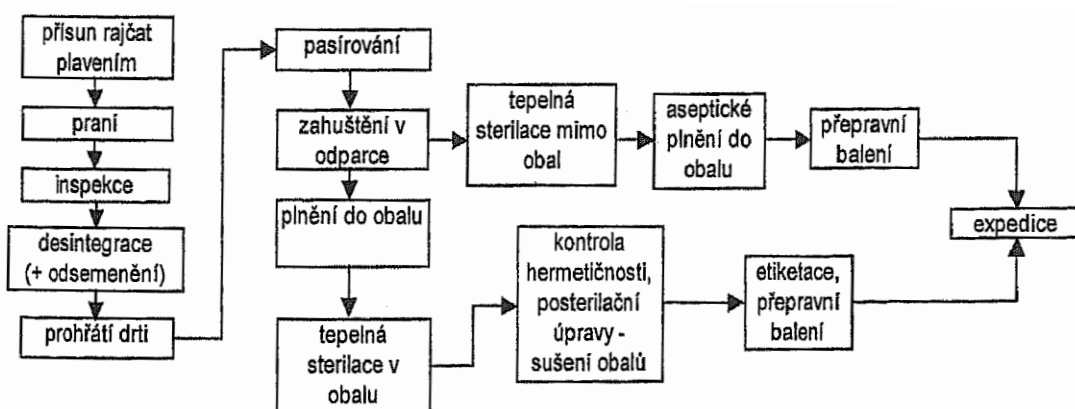 přísun rajčat
plavením
praní
inspekce
desintegrace
(+ odsemenění)
prohřátí drti
pasírování
zahuštění v
odparce
plnění do obalu
tepelná
sterilace v
obalu
tepelná
sterilace mimo
obal
aseptické
plnění do
obalu
přepravní
balení
kontrola
hermetičnosti,
posterilační
úpravy -
sušení obalů
etiketace,
přepravní
balení
expedice